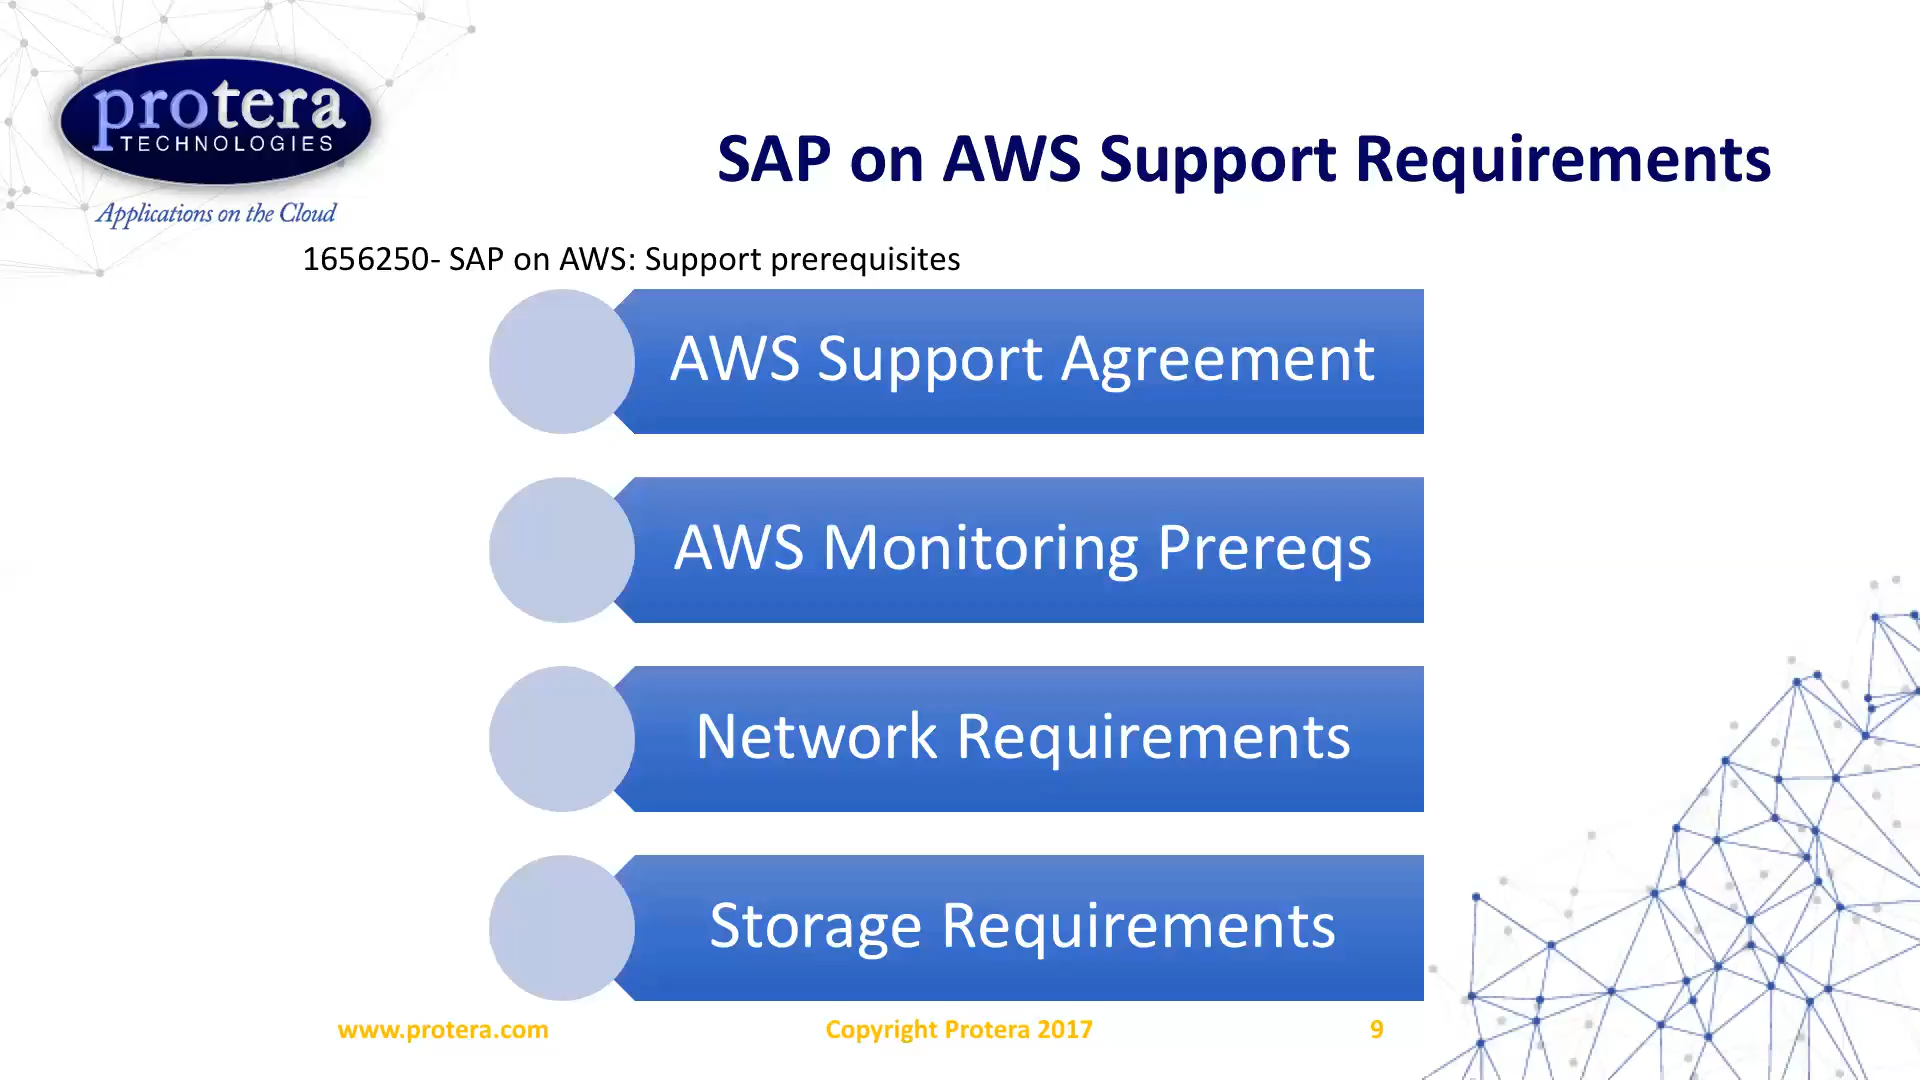 protera
TECHNOLOGIES
Applications on the Cloud
SAP on AWS Support Requirements
1656250- SAP on AWS: Support prerequisites
AWS Support Agreement
AWS Monitoring Prereqs
Network Requirements
Storage Requirements
www.protera.com
Copyright Protera 2017
9